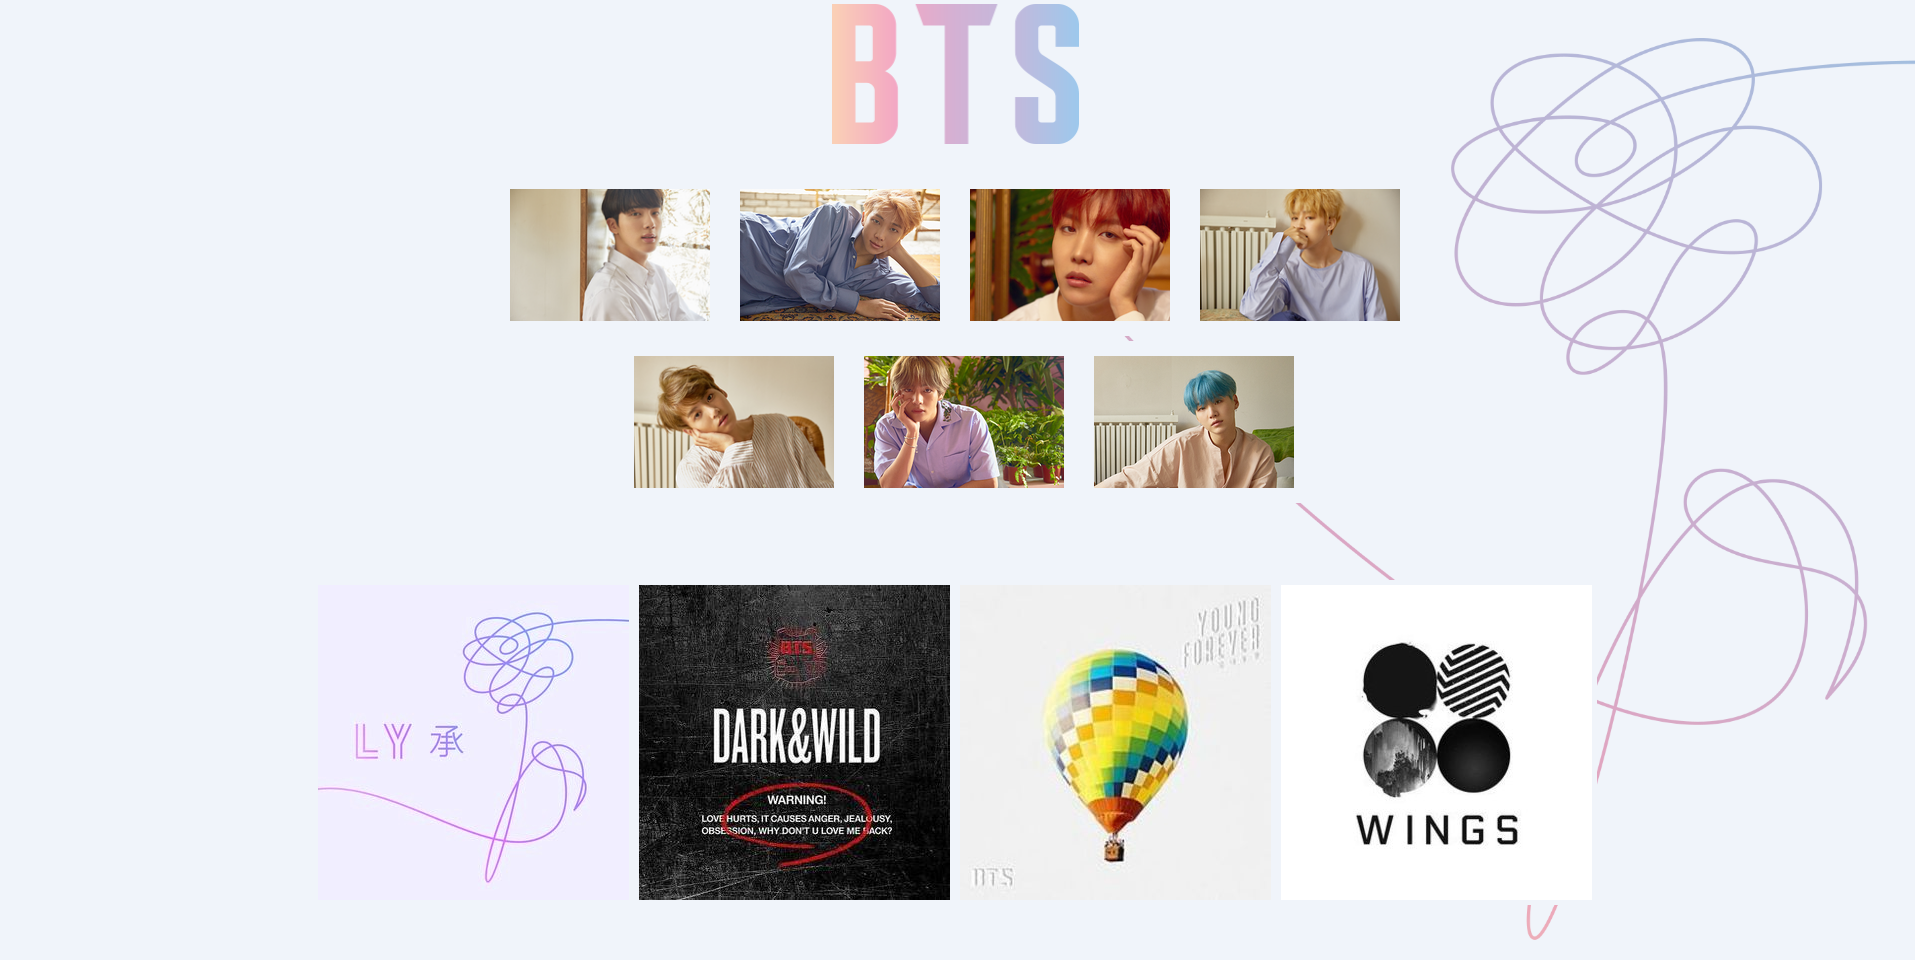 BTS
LY 承
BTS
DARK&WILD
WARNING!
LOVE HURTS, IT CAUSES ANGER, JEALOUSY,
OBSESSION, WHY DON'T U LOVE ME BACK?
YOUNG
FOREVER
BTS
WINGS